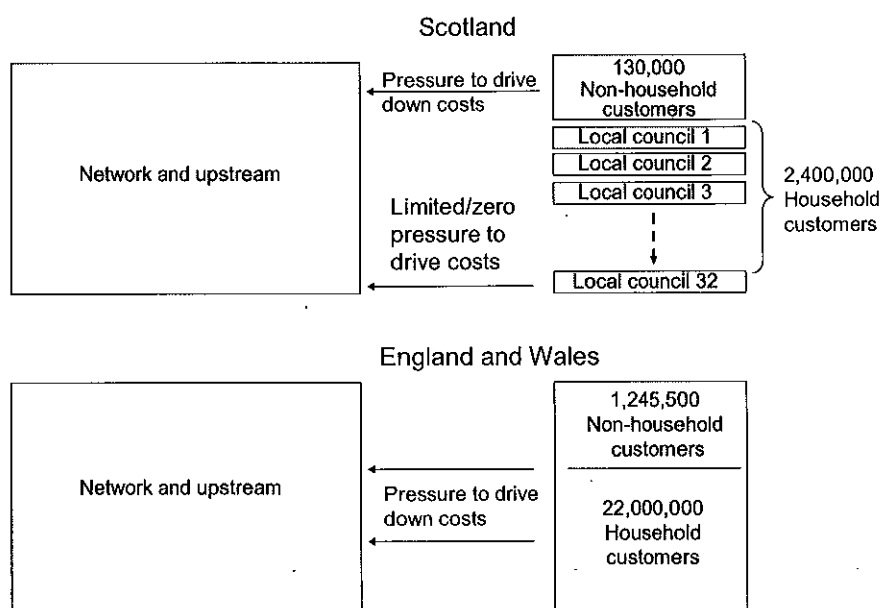 Scotland
Network and upstream
Pressure to drive
down costs
130,000
Non-household
customers
Local council 1
Local council 2
Local council 3
Local council 32
2,400,000
Household
customers
Limited/zero
pressure to
drive costs
England and Wales
Network and upstream
Pressure to drive
down costs
1,245,500
Non-household
customers
22,000,000
Household
customers